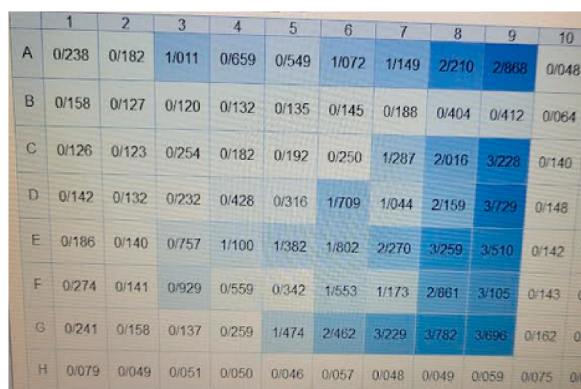 1 2 3 4 5 6 7 8 9 10
A 0/238 0/182 1/011 0/659 0/549 1/072 1/149 2/210 2/868 0/048
B 0/158 0/127 0/120 0/132 0/135 0/145 0/188 0/404 0/412 0/064
C 0/126 0/123 0/254 0/182 0/192 0/250 1/287 2/016 3/228 0/140
D 0/142 0/132 0/232 0/428 0/316 1/709 1/044 2/159 3/729 0/148
E 0/186 0/140 0/757 1/100 1/382 1/802 2/270 3/259 3/510 0/142
F 0/274 0/141 0/929 0/559 0/342 1/553 1/173 2/861 3/105 0/143
G 0/241 0/158 0/137 0/259 1/474 2/462 3/229 3/782 3/696 0/162
H 0/079 0/049 0/051 0/050 0/046 0/057 0/048 0/049 0/059 0/075